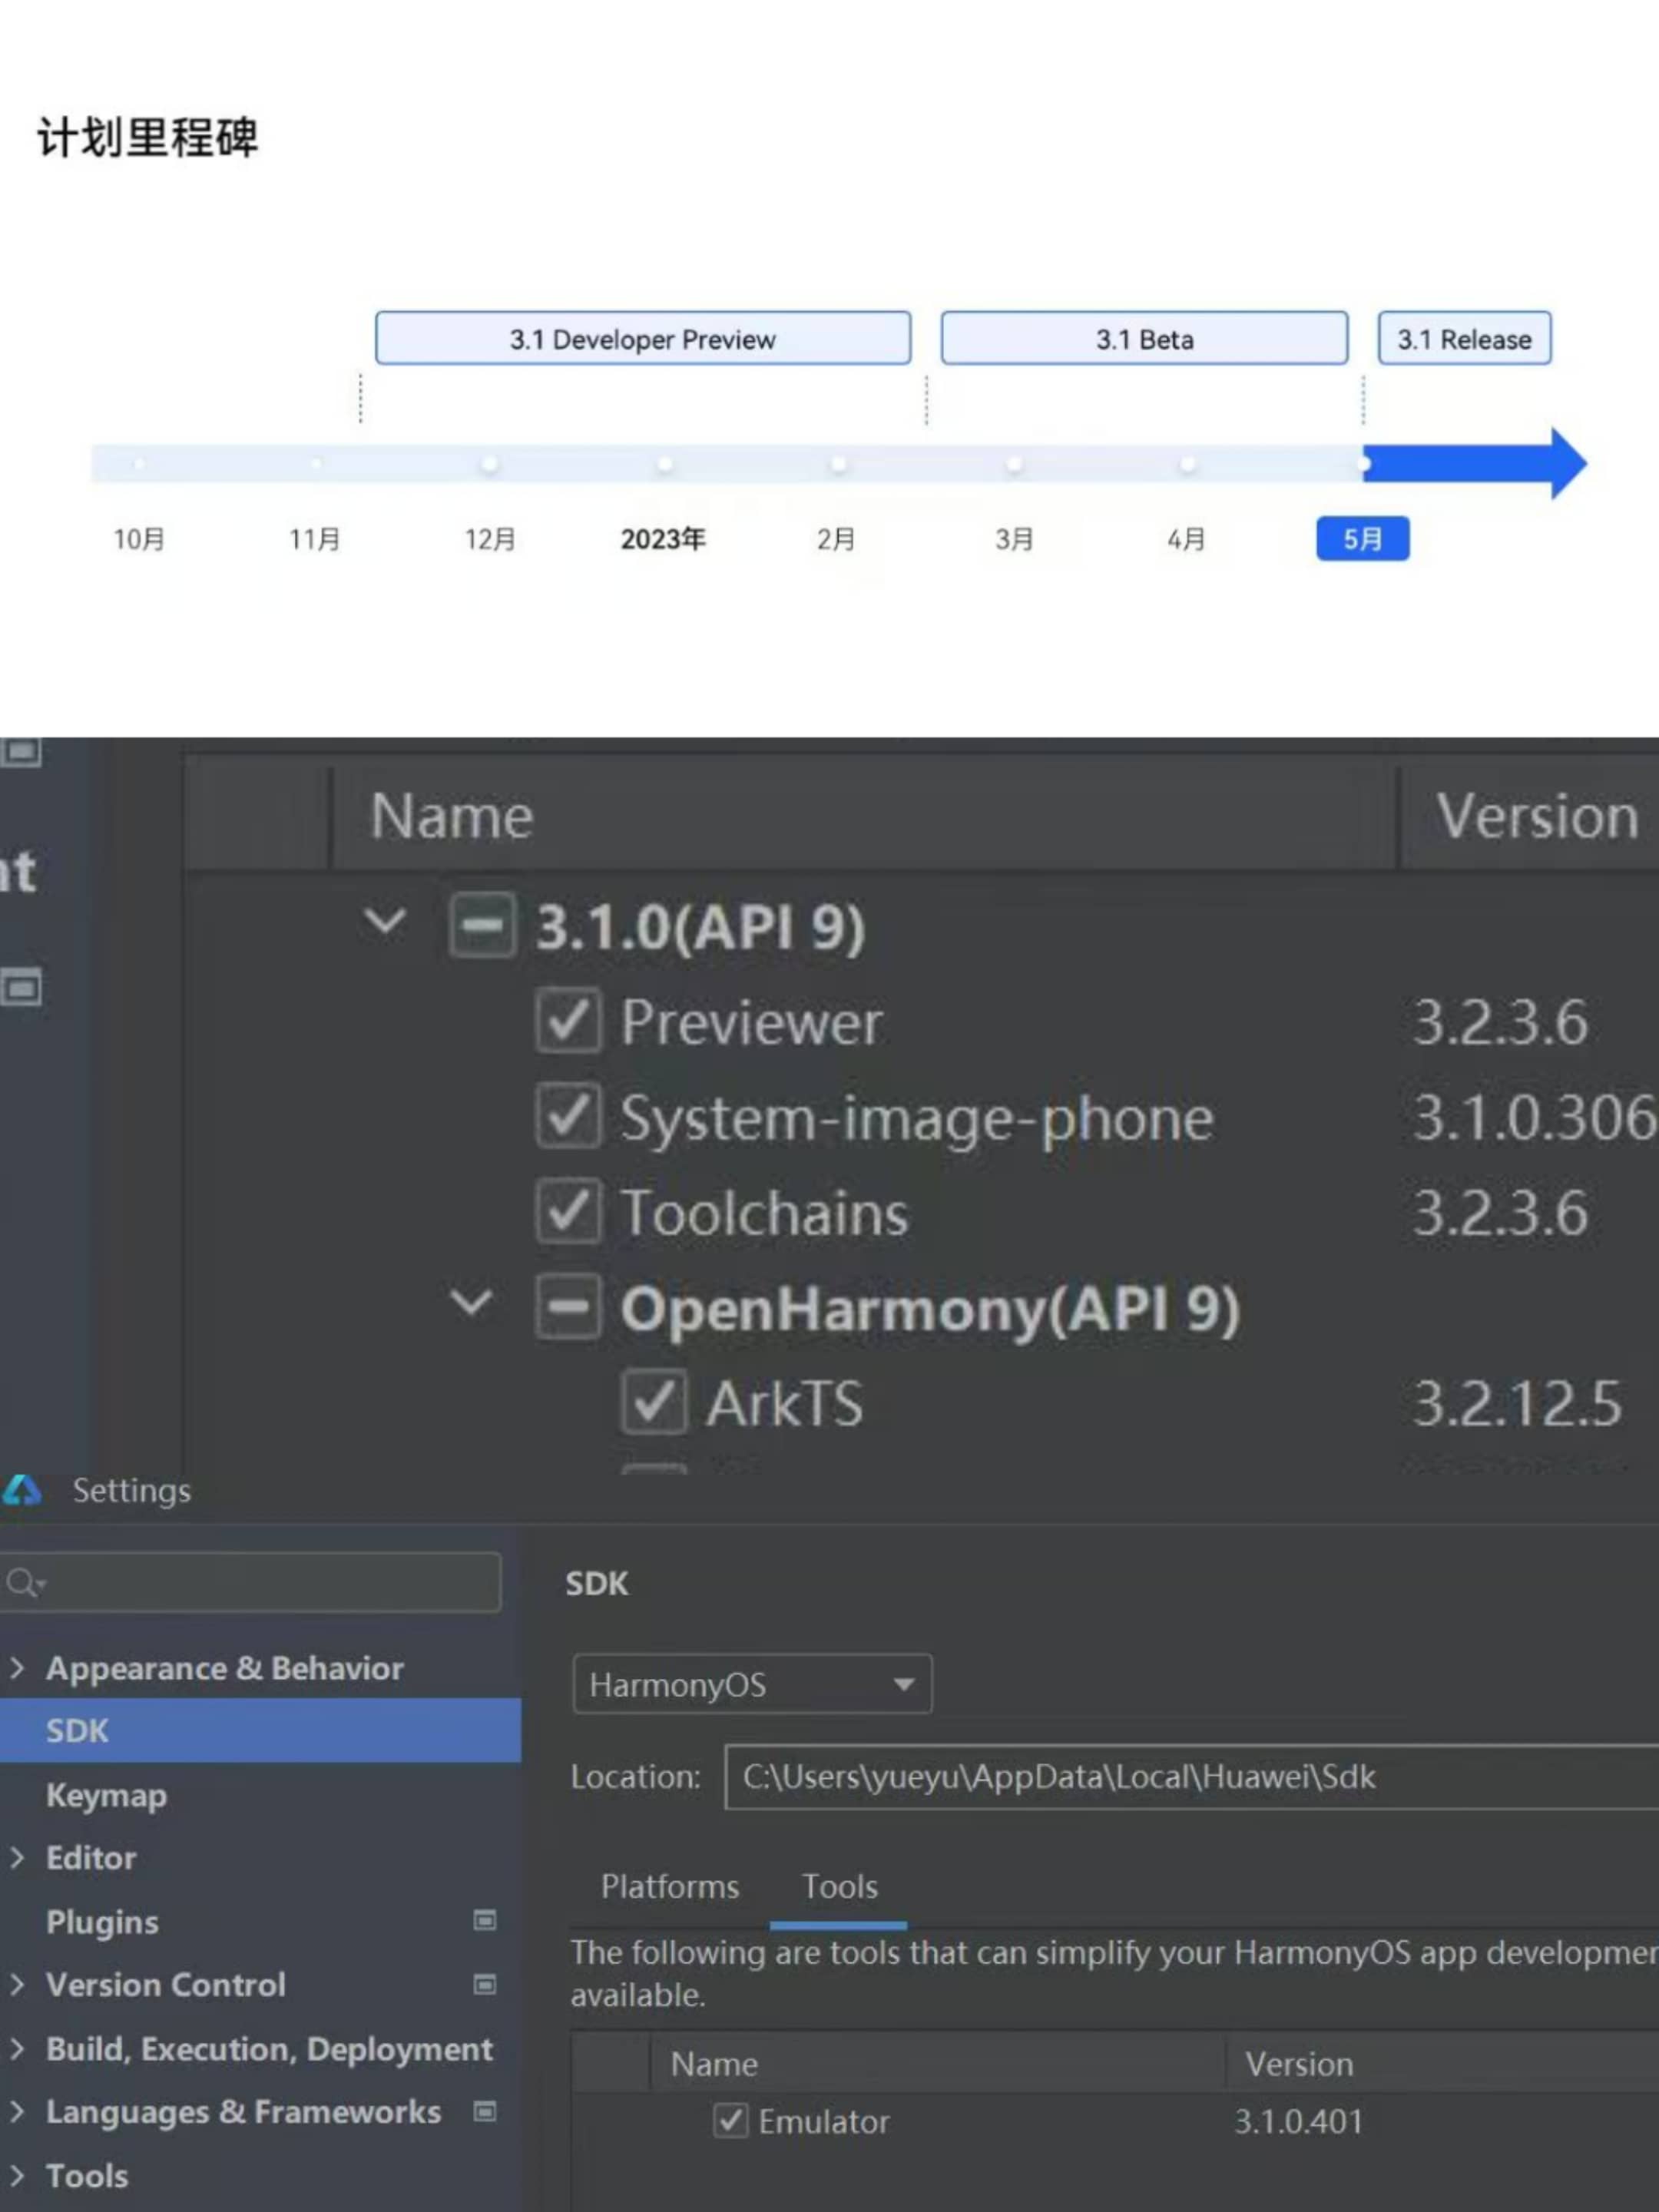 计划里程碑
3.1 Developer Preview
3.1 Beta
3.1 Release
10月 11月 12月 2023年 2月 3月 4月 5月
Name Version
3.1.0(API 9)
Previewer 3.2.3.6
System-image-phone 3.1.0.306
Toolchains 3.2.3.6
OpenHarmony(API 9)
ArkTS 3.2.12.5
Settings
Appearance & Behavior
SDK
Keymap
Editor
Plugins
Version Control
Build, Execution, Deployment
Languages & Frameworks
Tools
SDK
HarmonyOS
Location: C:\Users\yueyu\AppData\Local\Huawei\Sdk
Platforms Tools
The following are tools that can simplify your HarmonyOS app developmen
available.
Name Version
Emulator 3.1.0.401